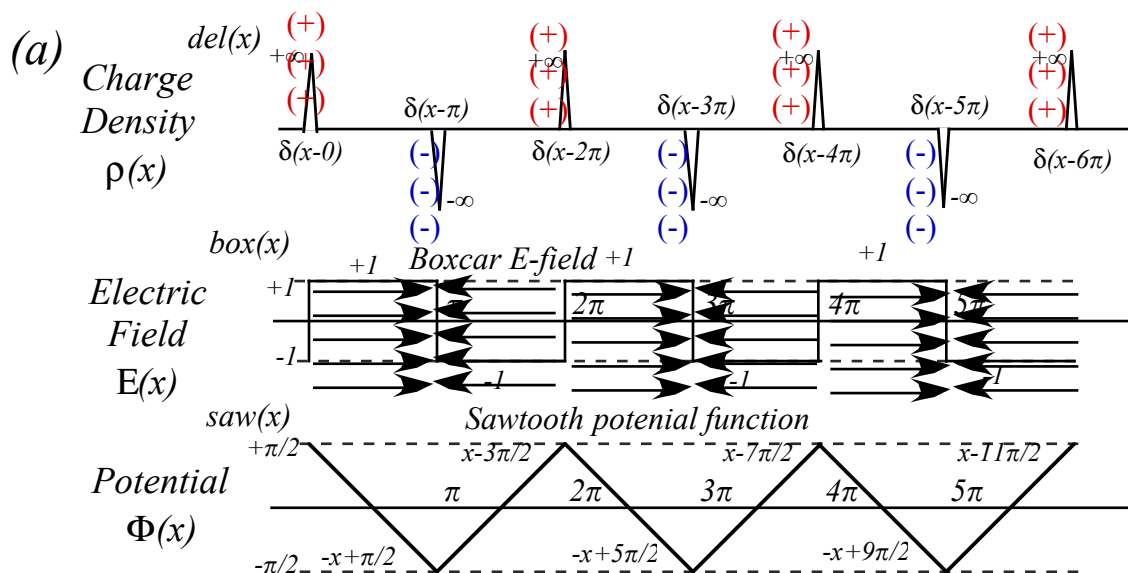 (a)
del(x)
Charge
Density
ρ(x)
(+) (+) (+) (+)
+∞ +∞ +∞ +∞
(+) (+) (+) (+)
(+) (+) (+) (+)
δ(x-π) δ(x-3π) δ(x-5π)
δ(x-0) δ(x-2π) δ(x-4π) δ(x-6π)
(-) (-) (-)
(-) (-) (-)
-∞ -∞ -∞
(-) (-) (-)
box(x)
+1 Boxcar E-field +1 +1
Electric
Field
E(x)
+1
π 2π 3π 4π 5π
-1
-1 -1 -1
saw(x)
Sawtooth potenial function
Potential
Φ(x)
+π/2
x-3π/2 x-7π/2 x-11π/2
π 2π 3π 4π 5π
-x+π/2 -x+5π/2 -x+9π/2
-π/2